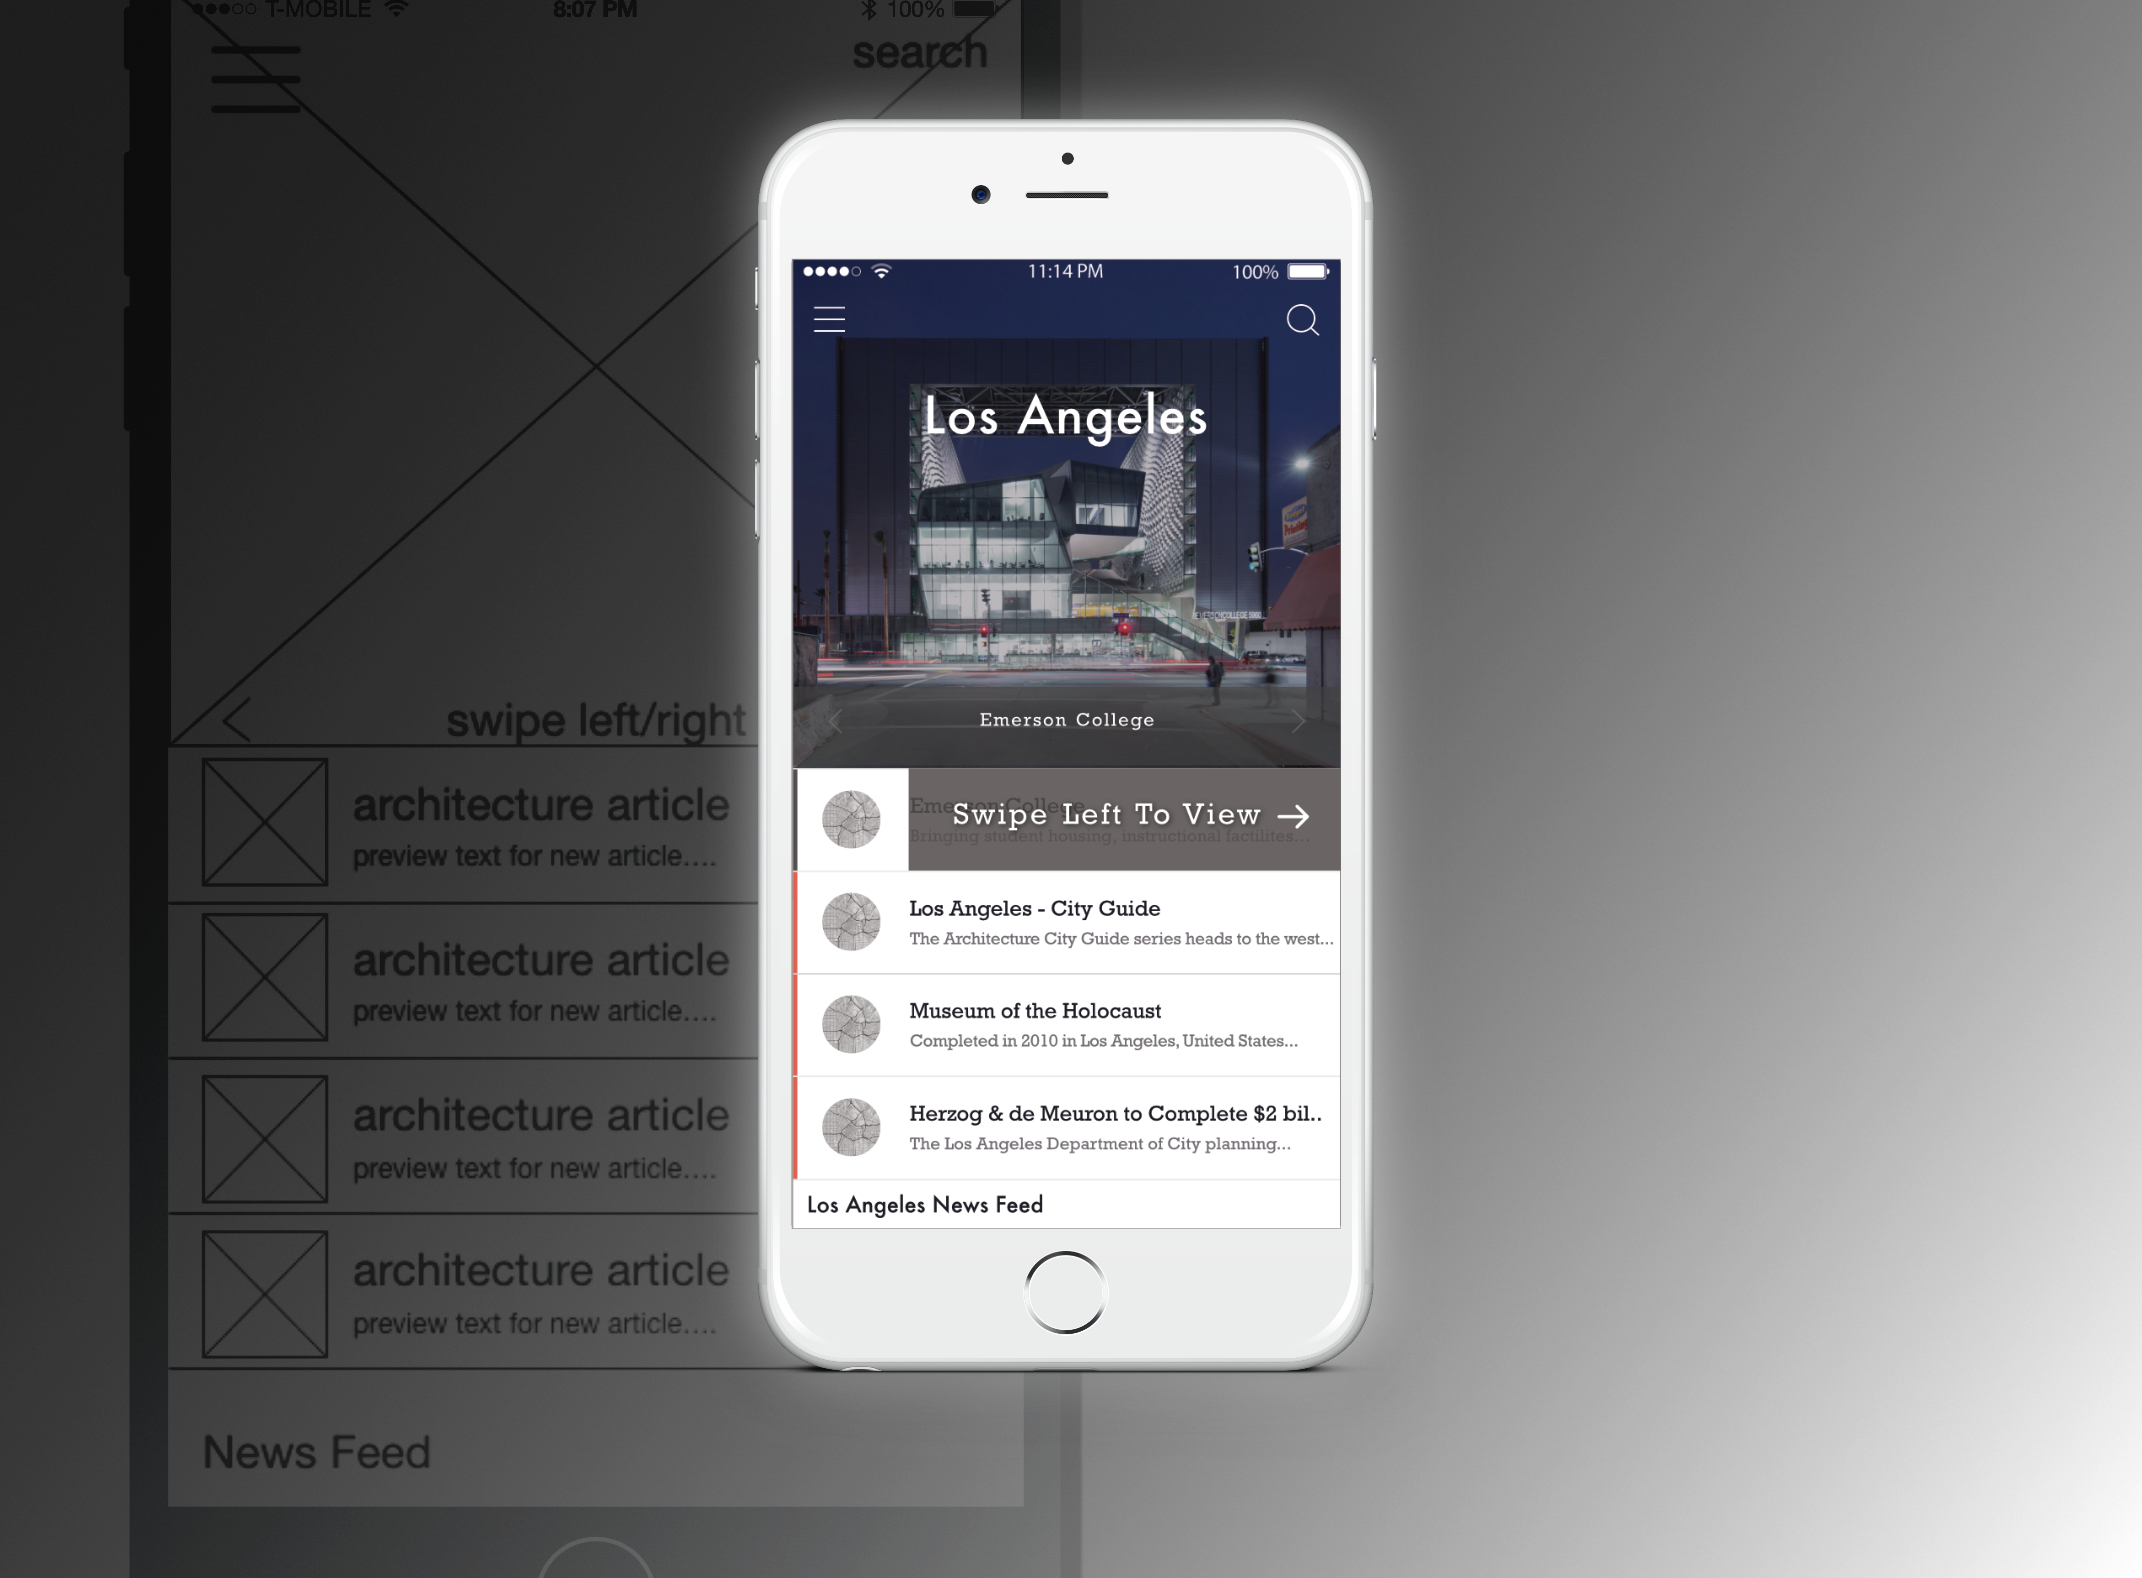 T-MOBILE
8:07 PM
100%
search
swipe left/right
architecture article
preview text for new article....
architecture article
preview text for new article....
architecture article
preview text for new article....
architecture article
preview text for new article....
News Feed
11:14 PM
100%
Los Angeles
Printing
EMERSON COLLEGE
Emerson College
Emerson College
Swipe Left To View
Bringing student housing, instructional factilites...
Los Angeles - City Guide
The Architecture City Guide series heads to the west...
Museum of the Holocaust
Completed in 2010 in Los Angeles, United States...
Herzog & de Meuron to Complete $2 bil..
The Los Angeles Department of City planning...
Los Angeles News Feed